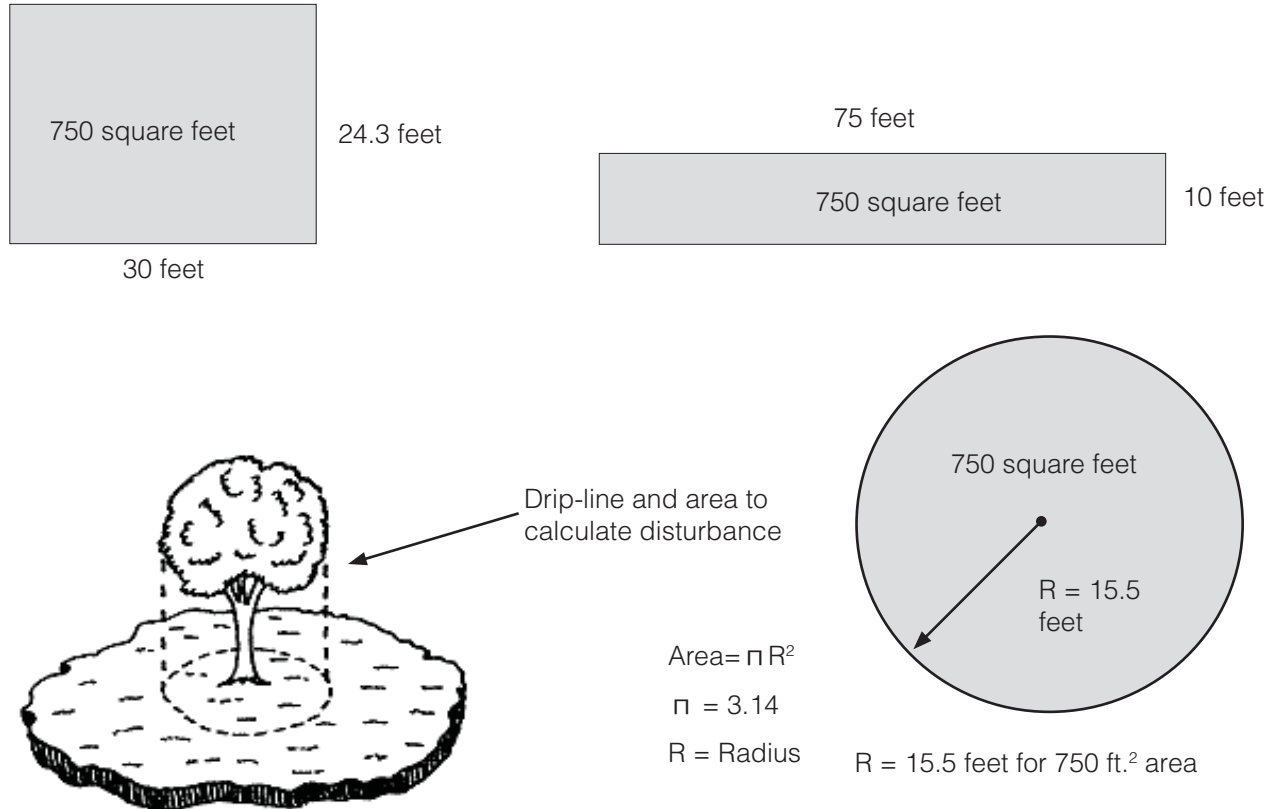 750 square feet
24.3 feet
30 feet
75 feet
750 square feet
10 feet
Drip-line and area to
calculate disturbance
750 square feet
R = 15.5
feet
Area= π R²
π = 3.14
R = Radius
R = 15.5 feet for 750 ft.² area